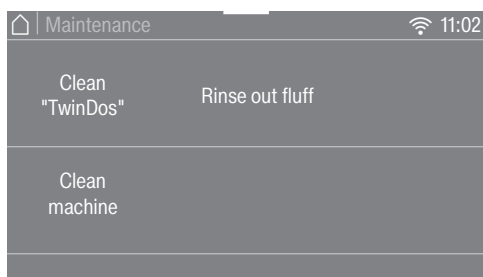 Maintenance
11:02
Clean
"TwinDos"
Rinse out fluff
Clean
machine